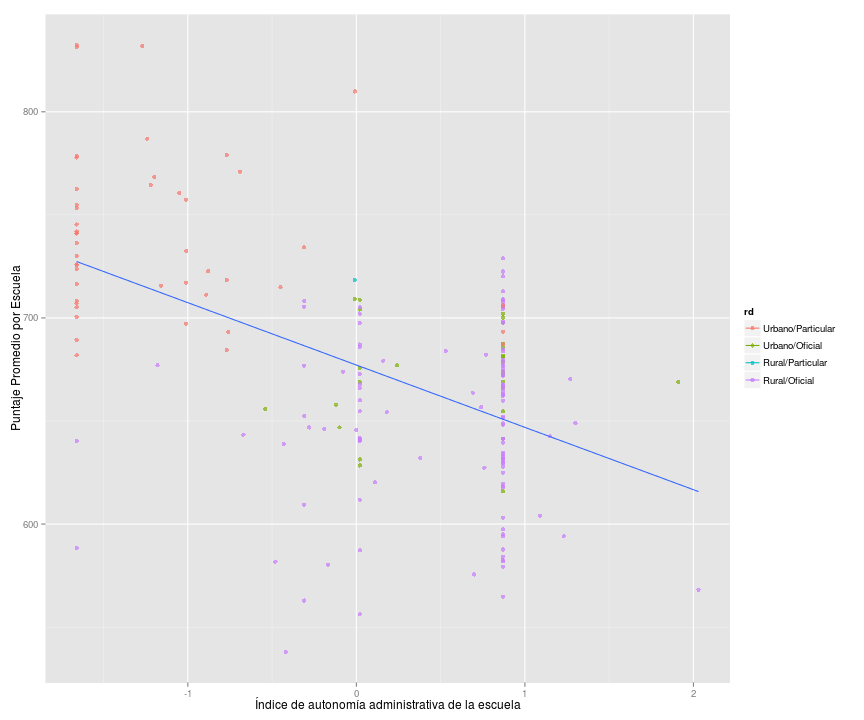 800
700
600
Puntaje Promedio por Escuela
-1
0
1
2
Índice de autonomía administrativa de la escuela
rd
Urbano/Particular
Urbano/Oficial
Rural/Particular
Rural/Oficial